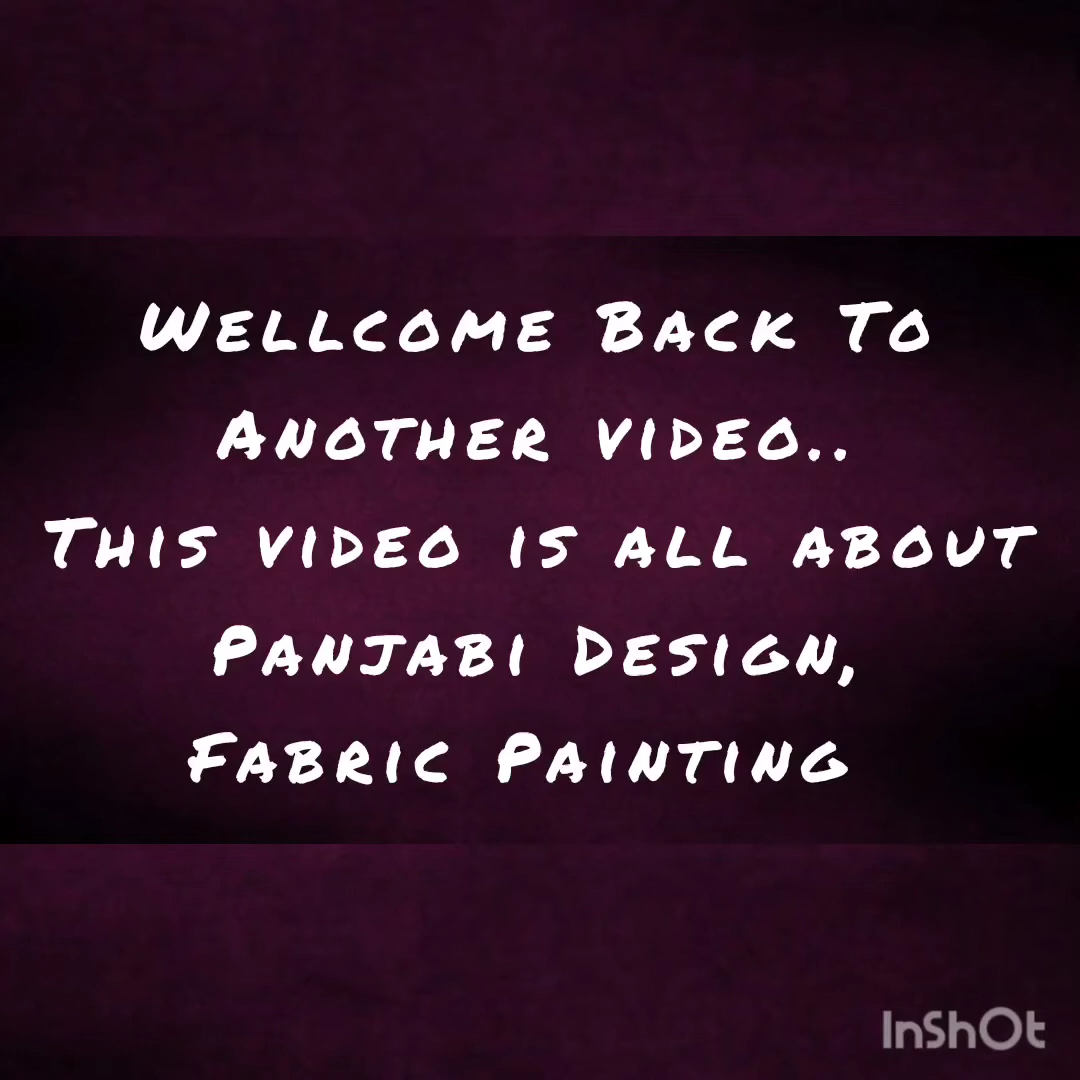 Wellcome Back To
Another video..
This video is all about
Panjabi Design,
Fabric Painting
InShOt